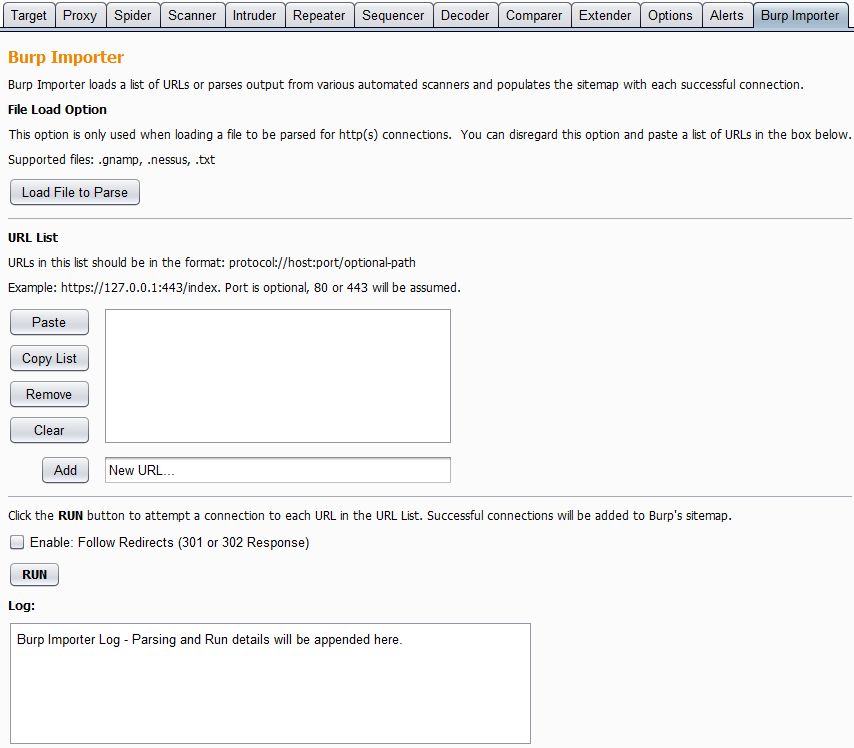 Target Proxy Spider Scanner Intruder Repeater Sequencer Decoder Comparer Extender Options Alerts Burp Importer
Burp Importer
Burp Importer loads a list of URLs or parses output from various automated scanners and populates the sitemap with each successful connection.
File Load Option
This option is only used when loading a file to be parsed for http(s) connections.  You can disregard this option and paste a list of URLs in the box below.
Supported files: .gnamp, .nessus, .txt
Load File to Parse
URL List
URLs in this list should be in the format: protocol://host:port/optional-path
Example: https://127.0.0.1:443/index. Port is optional, 80 or 443 will be assumed.
Paste
Copy List
Remove
Clear
Add New URL...
Click the RUN button to attempt a connection to each URL in the URL List. Successful connections will be added to Burp's sitemap.
Enable: Follow Redirects (301 or 302 Response)
RUN
Log:
Burp Importer Log - Parsing and Run details will be appended here.